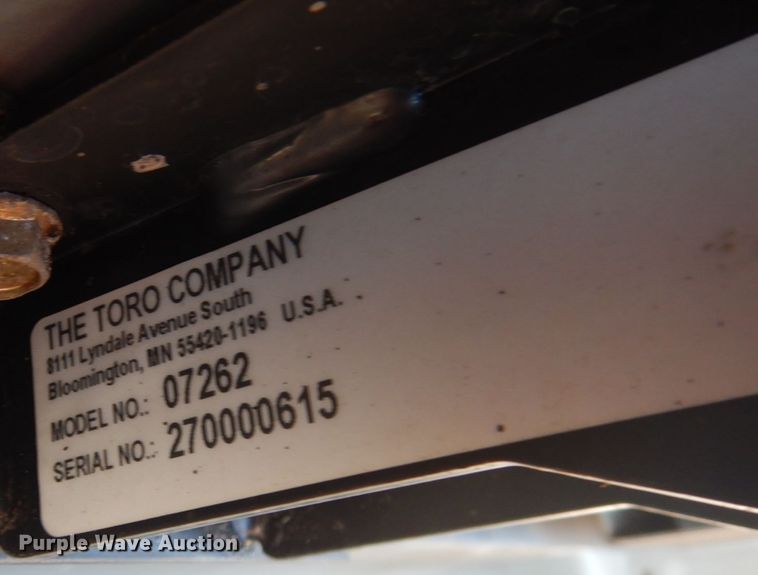 THE TORO COMPANY
8111 Lyndale Avenue South
Bloomington, MN 55420-1196 U.S.A.
MODEL NO.: 07262
SERIAL NO.: 270000615
Purple Wave Auction